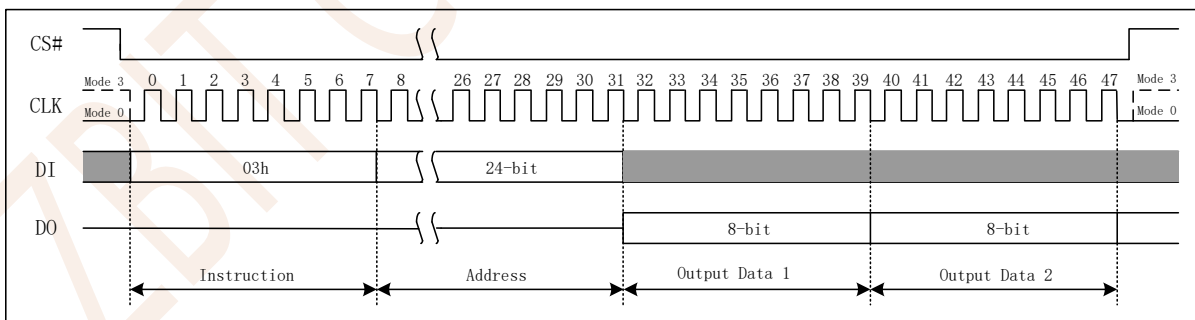 CS#
Mode 3 0 1 2 3 4 5 6 7 8 26 27 28 29 30 31 32 33 34 35 36 37 38 39 40 41 42 43 44 45 46 47 Mode 3
CLK
Mode 0 Mode 0
DI 03h 24-bit
DO 8-bit 8-bit
Instruction Address Output Data 1 Output Data 2
ZBIT C